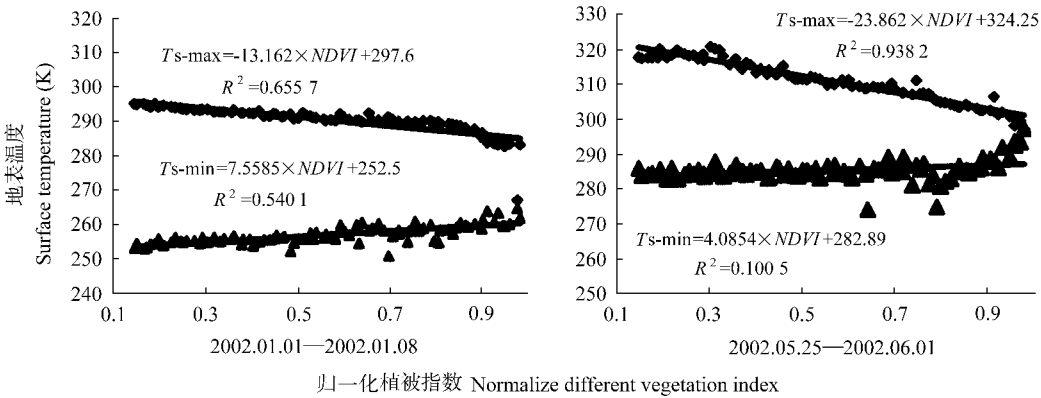 地表温度
Surface temperature (K)
320
310
300
290
280
270
260
250
240
Ts-max=-13.162×NDVI+297.6
R²=0.655 7
Ts-min=7.5585×NDVI+252.5
R²=0.540 1
0.1 0.3 0.5 0.7 0.9
2002.01.01—2002.01.08
330
320
310
300
290
280
270
260
250
Ts-max=-23.862×NDVI+324.25
R²=0.938 2
Ts-min=4.0854×NDVI+282.89
R²=0.100 5
0.1 0.3 0.5 0.7 0.9
2002.05.25—2002.06.01
归一化植被指数 Normalize different vegetation index